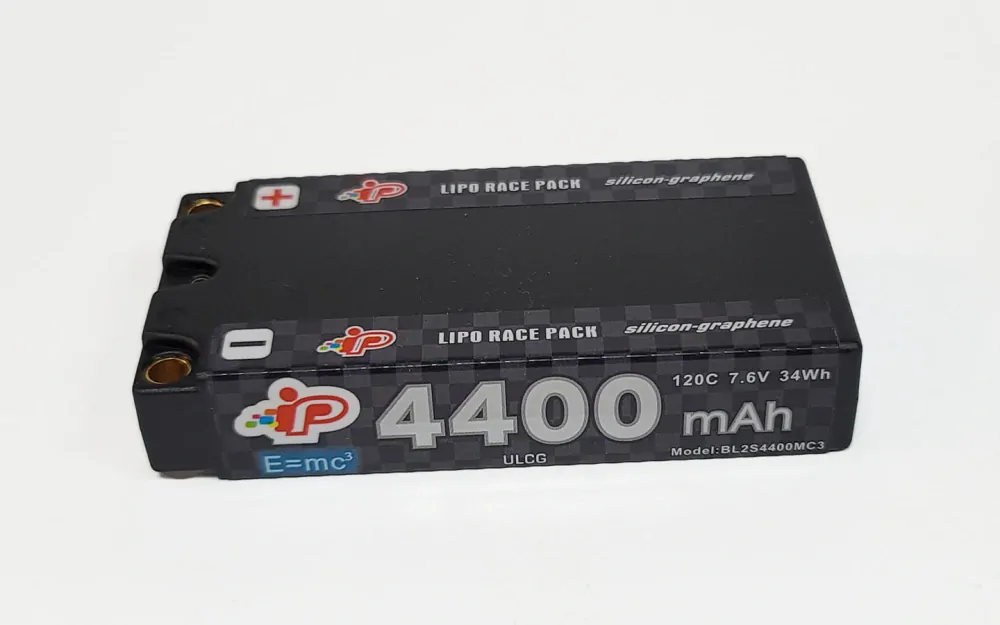 +
iP LIPO RACE PACK silicon-graphene
-
iP LIPO RACE PACK silicon-graphene
iP
E=mc³
4400 mAh
ULCG
120C 7.6V 34Wh
Model:BL2S4400MC3